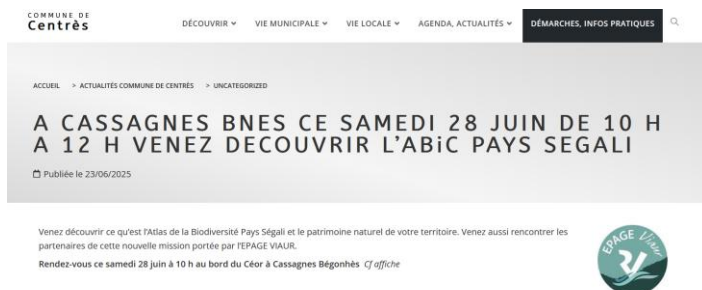 COMMUNE DE
Centrès
DÉCOUVRIR VIE MUNICIPALE VIE LOCALE AGENDA, ACTUALITÉS DÉMARCHES, INFOS PRATIQUES
ACCUEIL > ACTUALITÉS COMMUNE DE CENTRÈS > UNCATEGORIZED
A CASSAGNES BNES CE SAMEDI 28 JUIN DE 10 H
A 12 H VENEZ DECOUVRIR L'ABiC PAYS SEGALI
Publiée le 23/06/2025
Venez découvrir ce qu'est l'Atlas de la Biodiversité Pays Ségali et le patrimoine naturel de votre territoire. Venez aussi rencontrer les
partenaires de cette nouvelle mission portée par l'EPAGE VIAUR.
Rendez-vous ce samedi 28 juin à 10 h au bord du Céor à Cassagnes Bégonhès Cf affiche
EPAGE Viaur